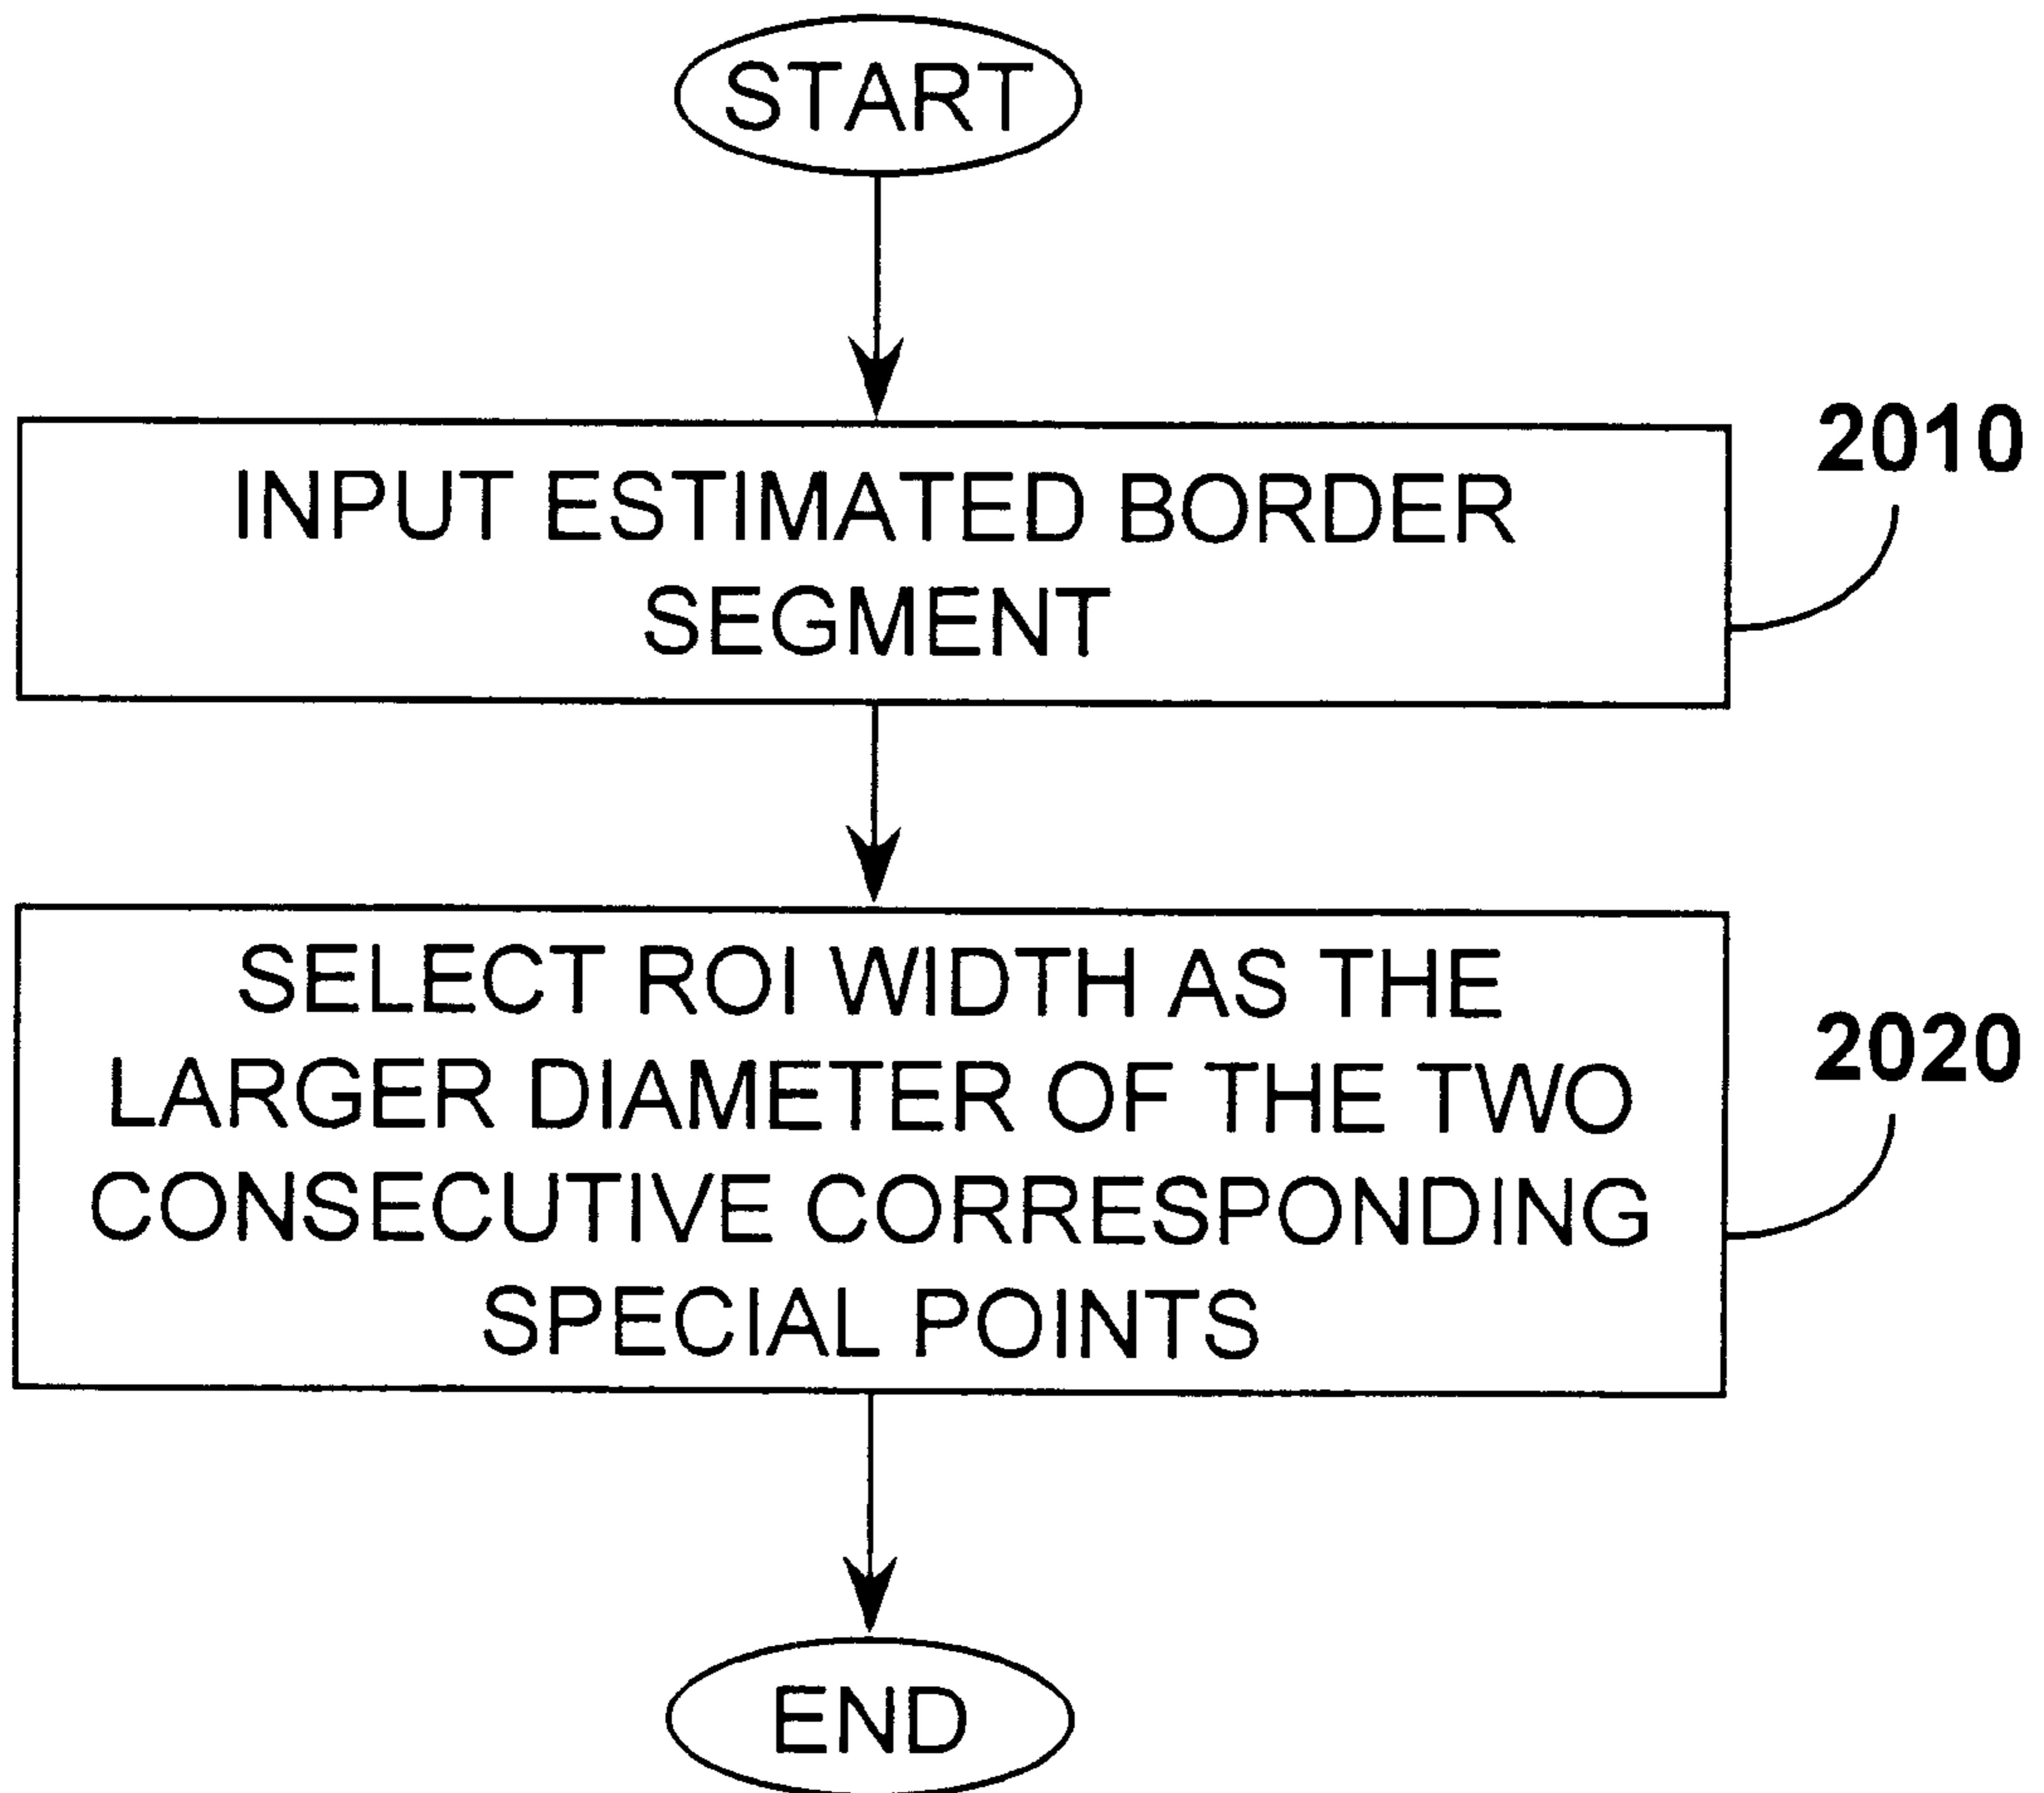 START
INPUT ESTIMATED BORDER
SEGMENT
2010
SELECT ROI WIDTH AS THE
LARGER DIAMETER OF THE TWO
CONSECUTIVE CORRESPONDING
SPECIAL POINTS
2020
END